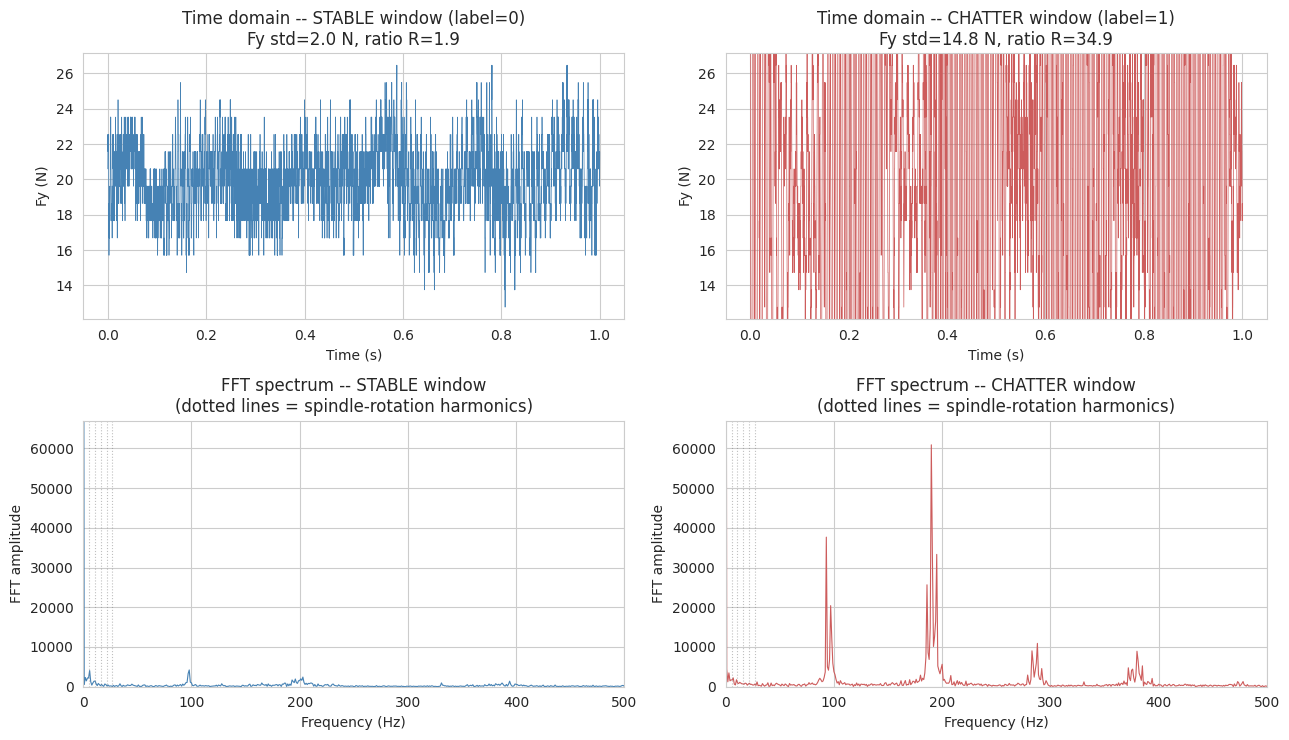 Time domain -- STABLE window (label=0)
Fy std=2.0 N, ratio R=1.9
26
24
22
20
18
16
14
Fy (N)
0.0 0.2 0.4 0.6 0.8 1.0
Time (s)
Time domain -- CHATTER window (label=1)
Fy std=14.8 N, ratio R=34.9
26
24
22
20
18
16
14
Fy (N)
0.0 0.2 0.4 0.6 0.8 1.0
Time (s)
FFT spectrum -- STABLE window
(dotted lines = spindle-rotation harmonics)
60000
50000
40000
30000
20000
10000
0
FFT amplitude
0 100 200 300 400 500
Frequency (Hz)
FFT spectrum -- CHATTER window
(dotted lines = spindle-rotation harmonics)
60000
50000
40000
30000
20000
10000
0
FFT amplitude
0 100 200 300 400 500
Frequency (Hz)